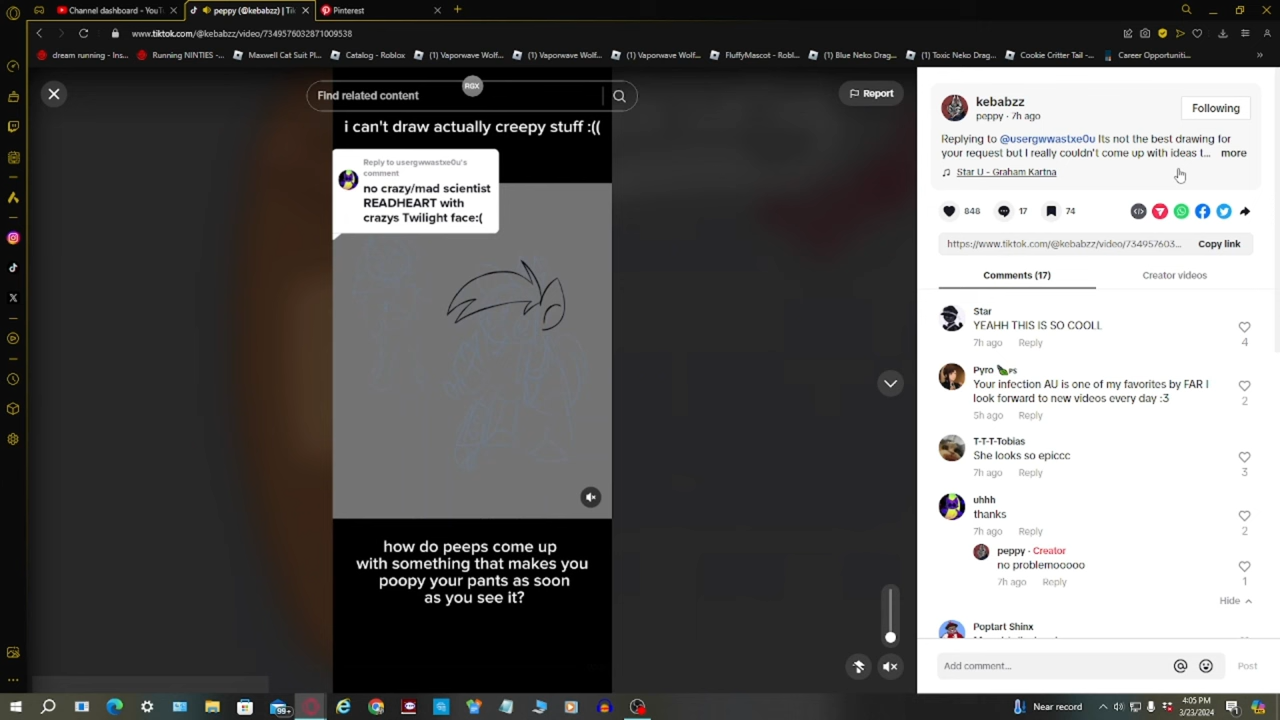 Channel dashboard - YouT
peppy (@kebabzz) | Tik
Pinterest
www.tiktok.com/@kebabzz/video/7349576032871009538
dream running - Ins...
Running NINTIES -...
Maxwell Cat Suit Pl...
Catalog - Roblox
(1) Vaporwave Wolf...
(1) Vaporwave Wolf...
(1) Vaporwave Wolf...
FluffyMascot - Robl...
(1) Blue Neko Drag...
(1) Toxic Neko Drag...
Cookie Critter Tail -...
Career Opportuniti...
Find related content
RGX
Report
i can't draw actually creepy stuff :((
Reply to usergwwastxe0u's
comment
no crazy/mad scientist
READHEART with
crazys Twilight face:(
how do peeps come up
with something that makes you
poopy your pants as soon
as you see it?
kebabzz
peppy · 7h ago
Following
Replying to @usergwwastxe0u Its not the best drawing for
your request but I really couldn't come up with ideas t... more
Star U - Graham Kartna
848
17
74
https://www.tiktok.com/@kebabzz/video/734957603...
Copy link
Comments (17)
Creator videos
Star
YEAHH THIS IS SO COOLL
7h ago Reply
4
Pyro
Your infection AU is one of my favorites by FAR I
look forward to new videos every day :3
2
5h ago Reply
T-T-T-Tobias
She looks so epiccc
7h ago Reply
3
uhhh
thanks
7h ago Reply
2
peppy · Creator
no problemooooo
7h ago Reply
1
Hide
Poptart Shinx
Add comment...
Post
99+
Near record
4:05 PM
3/23/2024
1